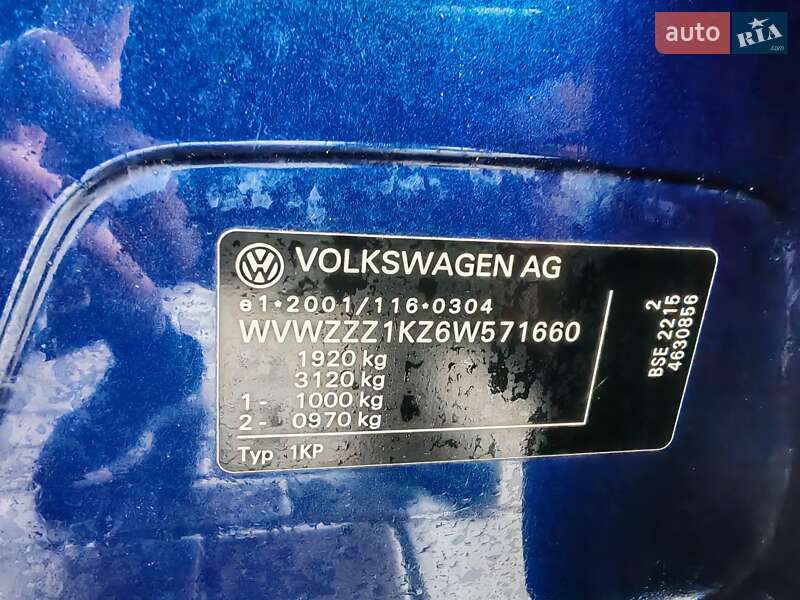 auto RIA .com
VOLKSWAGEN AG
e1*2001/116*0304
WVWZZZ1KZ6W571660
1920 kg
3120 kg
1 - 1000 kg
2 - 0970 kg
Typ 1KP
2
BSE 2215
4630856